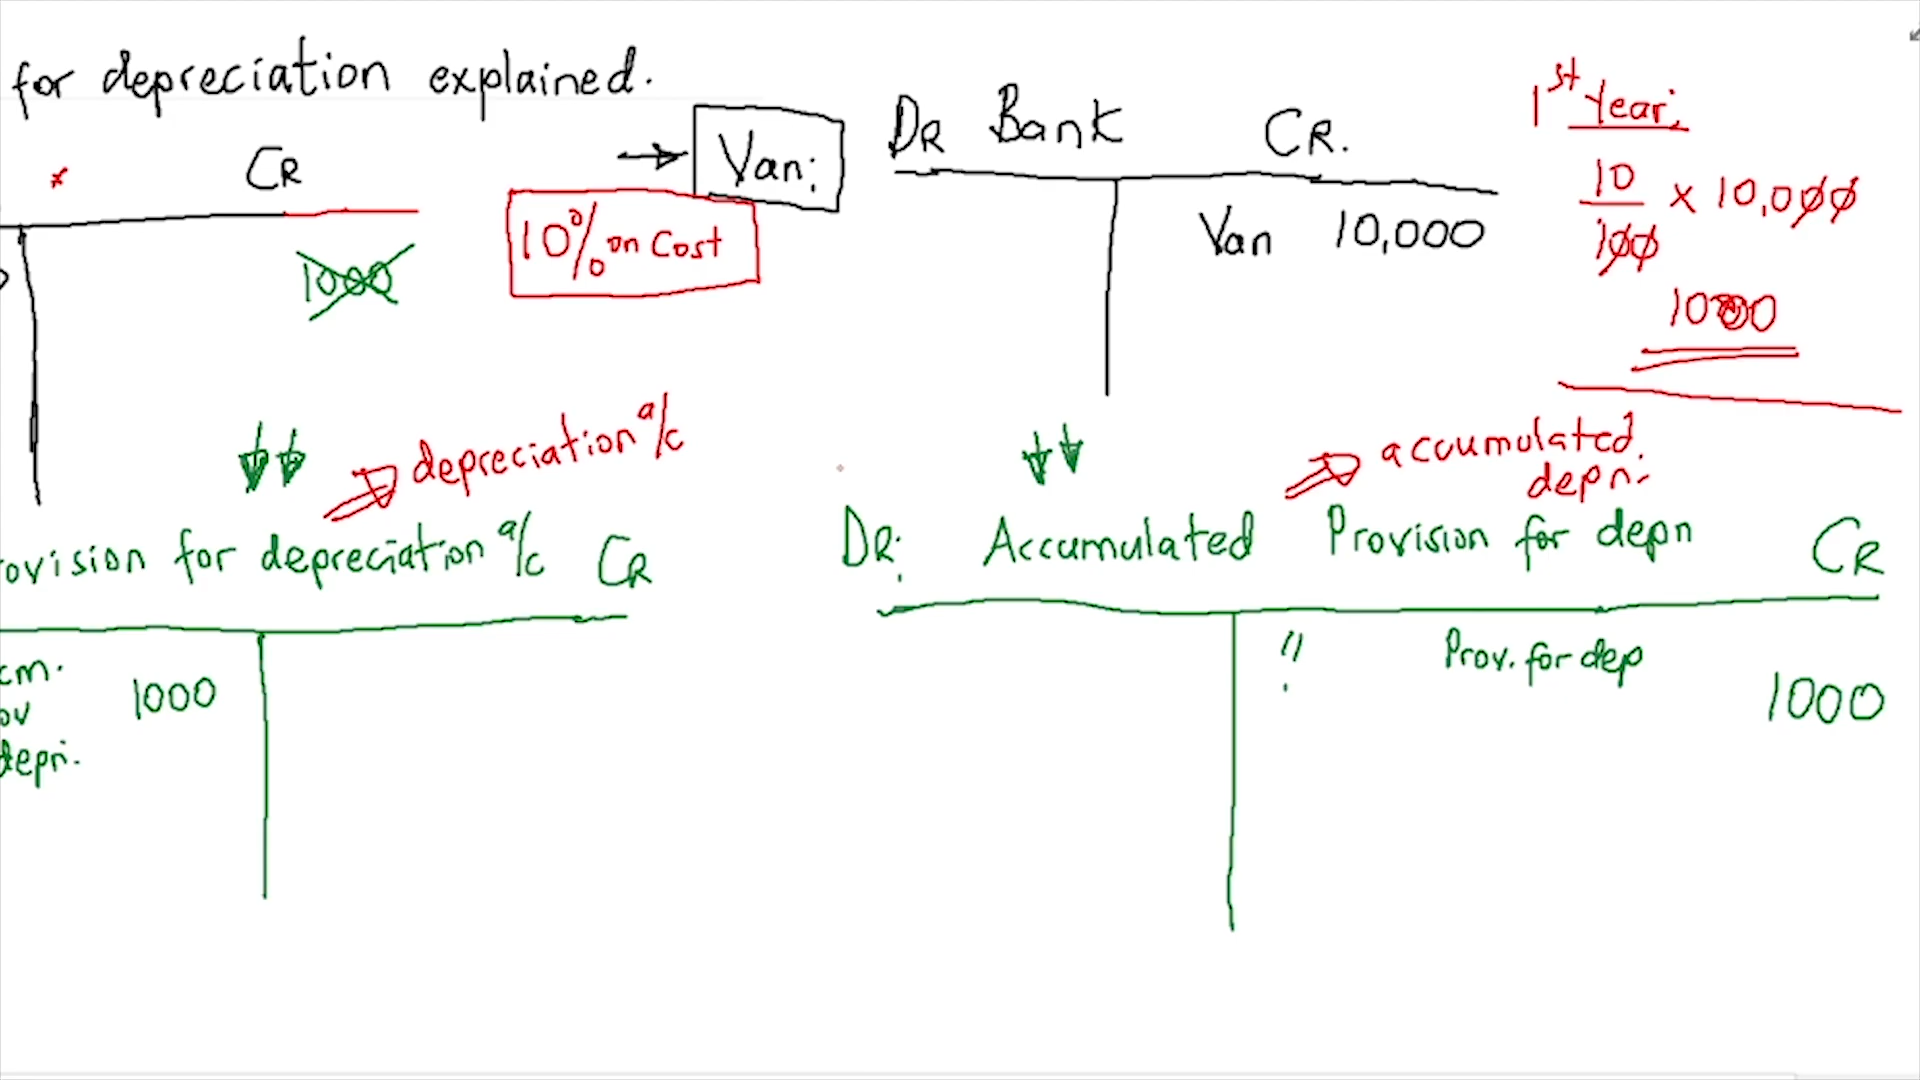 for depreciation explained.
CR
1000
Van:
10% on Cost
DR Bank CR.
Van 10,000
1st Year:
10
100
x 10,000
1000
depreciation a/c
accumulated
depn.
ovision for depreciation a/c CR
cm. 1000
ov
depn.
DR: Accumulated Provision for depn CR
Prov. for dep 1000